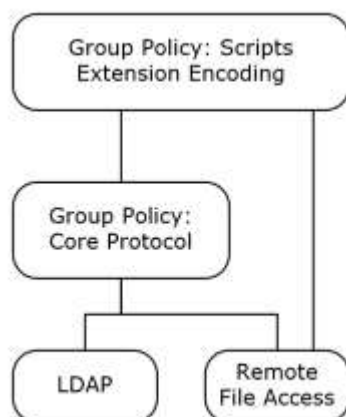 Group Policy: Scripts
Extension Encoding
Group Policy:
Core Protocol
LDAP
Remote
File Access